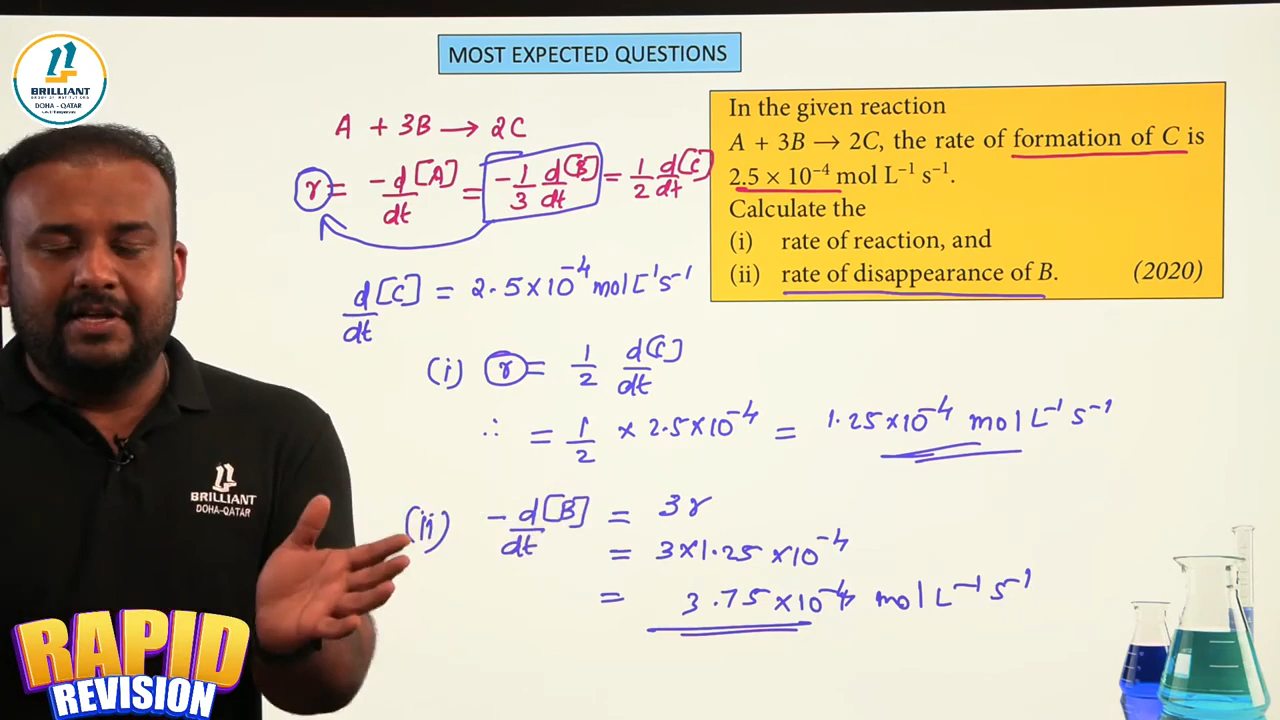 BRILLIANT
GROUP OF INSTITUTIONS
DOHA - QATAR
MOST EXPECTED QUESTIONS
A + 3B → 2C
r = -d[A]/dt = -1/3 d[B]/dt = 1/2 d[C]/dt
d[C]/dt = 2.5×10⁻⁴ mol L⁻¹ s⁻¹
(i) r = 1/2 d[C]/dt
∴ = 1/2 × 2.5×10⁻⁴ = 1.25×10⁻⁴ mol L⁻¹ s⁻¹
(ii) -d[B]/dt = 3r
= 3×1.25×10⁻⁴
= 3.75×10⁻⁴ mol L⁻¹ s⁻¹
In the given reaction
A + 3B → 2C, the rate of formation of C is
2.5 × 10⁻⁴ mol L⁻¹ s⁻¹.
Calculate the
(i) rate of reaction, and
(ii) rate of disappearance of B. (2020)
BRILLIANT
DOHA-QATAR
RAPID
REVISION